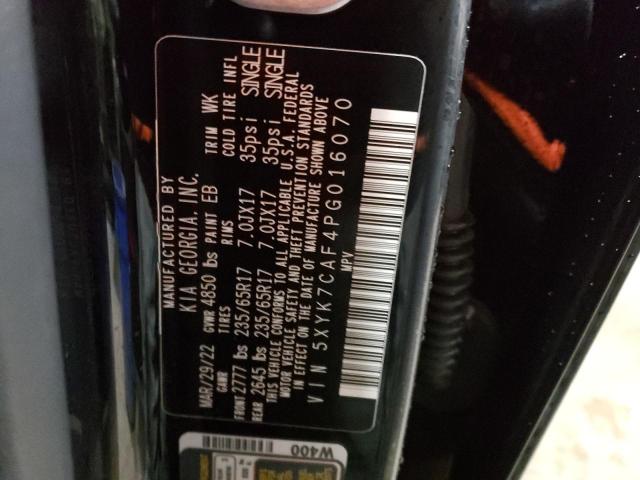 MANUFACTURED BY
KIA GEORGIA, INC.
MAR/29/22 GVWR 4850 lbs PAINT EB TRIM WK
GAWR TIRES RIMS COLD TIRE INFL
FRONT 2777 lbs 235/65R17 7.0JX17 35psi SINGLE
REAR 2645 lbs 235/65R17 7.0JX17 35psi SINGLE
THIS VEHICLE CONFORMS TO ALL APPLICABLE U.S.A. FEDERAL
MOTOR VEHICLE SAFETY AND THEFT PREVENTION STANDARDS
IN EFFECT ON THE DATE OF MANUFACTURE SHOWN ABOVE
VIN 5XYK7CAF4PG016070
MPV
W400